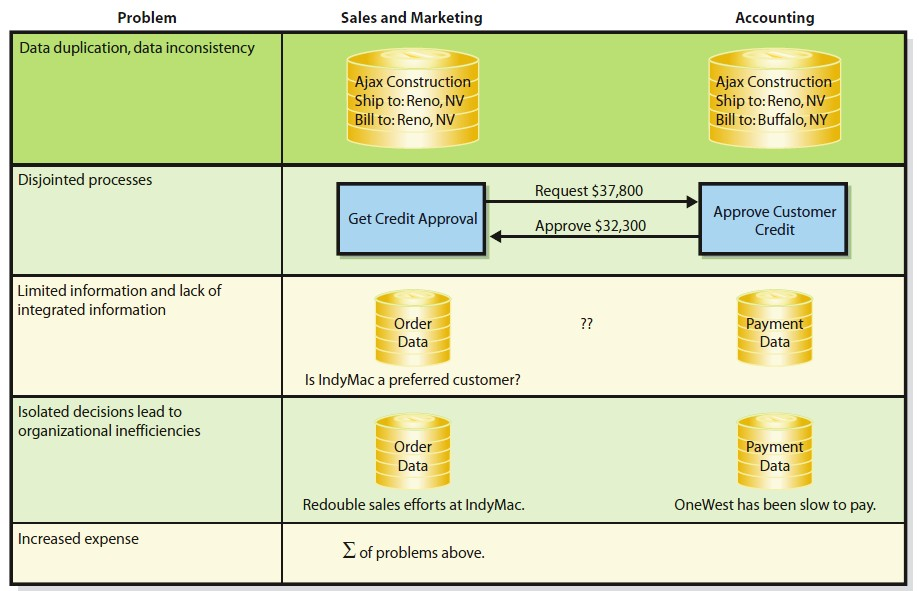 Problem
Sales and Marketing
Accounting
Data duplication, data inconsistency
Ajax Construction
Ship to: Reno, NV
Bill to: Reno, NV
Ajax Construction
Ship to: Reno, NV
Bill to: Buffalo, NY
Disjointed processes
Get Credit Approval
Request $37,800
Approve $32,300
Approve Customer
Credit
Limited information and lack of
integrated information
Order
Data
Is IndyMac a preferred customer?
??
Payment
Data
Isolated decisions lead to
organizational inefficiencies
Order
Data
Redouble sales efforts at IndyMac.
Payment
Data
OneWest has been slow to pay.
Increased expense
Σ of problems above.